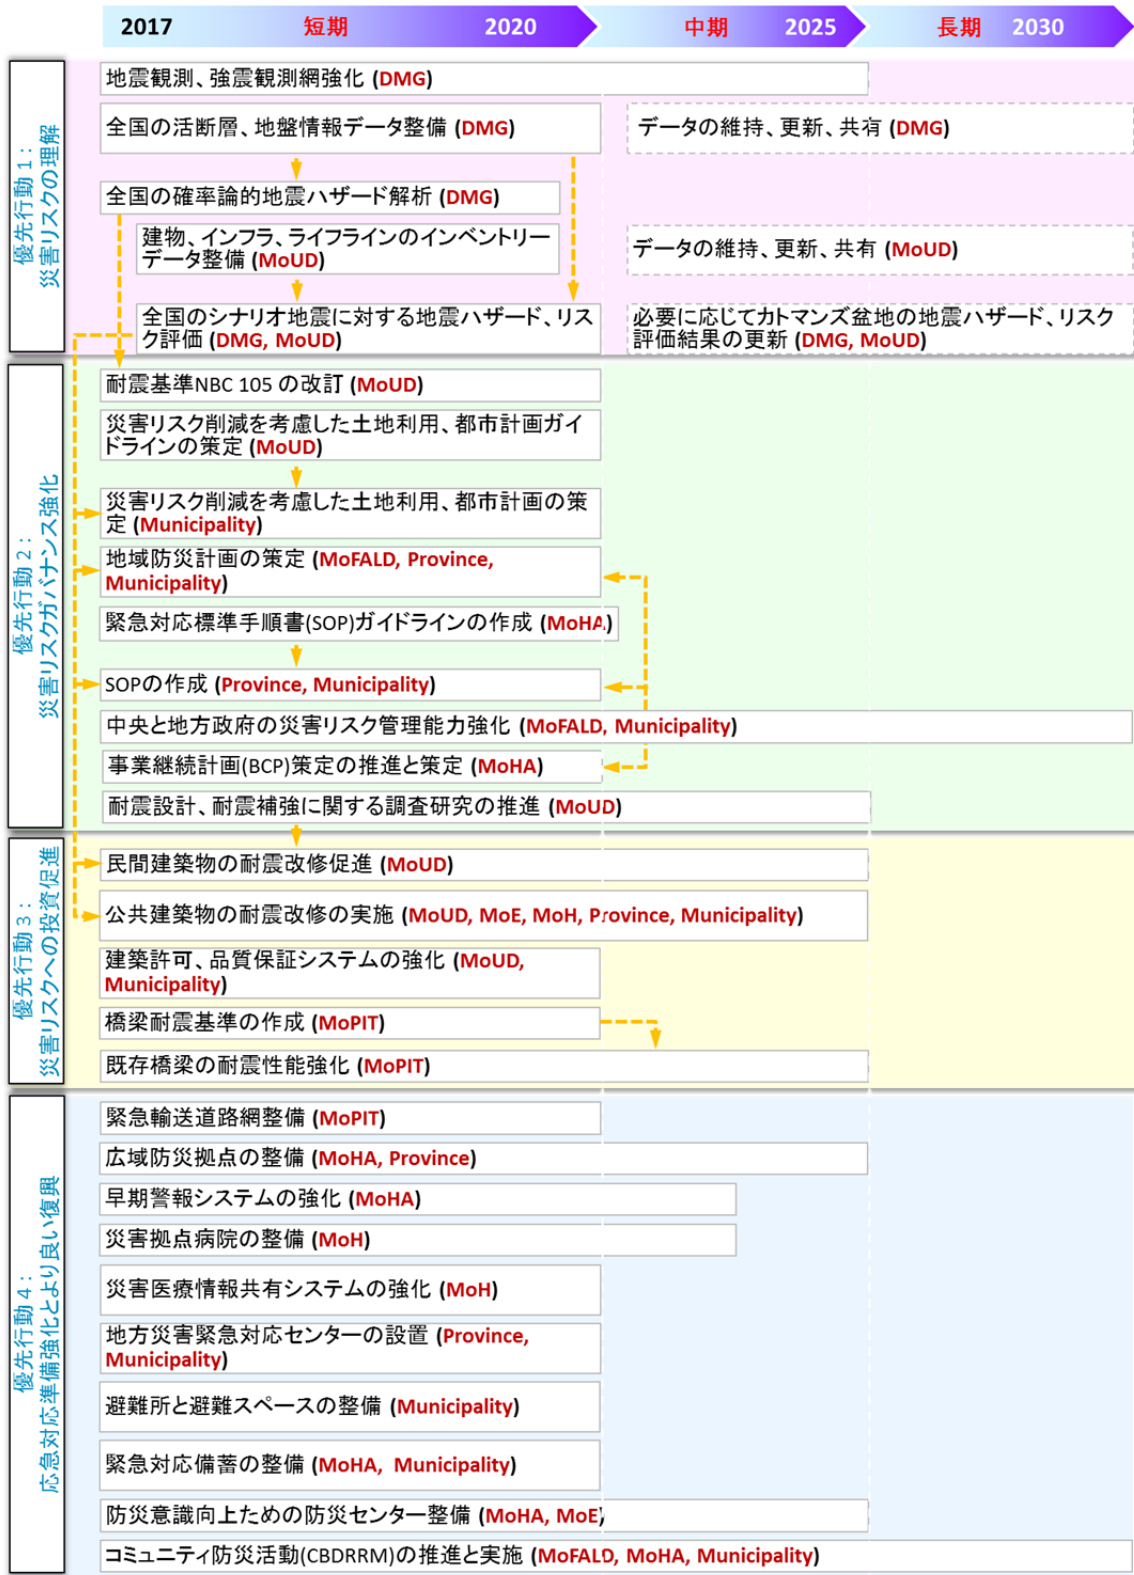 2017 短期 2020 中期 2025 長期 2030
優先行動 1：
災害リスクの理解
地震観測、強震観測網強化 (DMG)
全国の活断層、地盤情報データ整備 (DMG)
データの維持、更新、共有 (DMG)
全国の確率論的地震ハザード解析 (DMG)
建物、インフラ、ライフラインのインベントリー
データ整備 (MoUD)
データの維持、更新、共有 (MoUD)
全国のシナリオ地震に対する地震ハザード、リス
ク評価 (DMG, MoUD)
必要に応じてカトマンズ盆地の地震ハザード、リスク
評価結果の更新 (DMG, MoUD)
優先行動 2：
災害リスクガバナンス強化
耐震基準NBC 105 の改訂 (MoUD)
災害リスク削減を考慮した土地利用、都市計画ガイ
ドラインの策定 (MoUD)
災害リスク削減を考慮した土地利用、都市計画の策
定 (Municipality)
地域防災計画の策定 (MoFALD, Province,
Municipality)
緊急対応標準手順書(SOP)ガイドラインの作成 (MoHA)
SOPの作成 (Province, Municipality)
中央と地方政府の災害リスク管理能力強化 (MoFALD, Municipality)
事業継続計画(BCP)策定の推進と策定 (MoHA)
耐震設計、耐震補強に関する調査研究の推進 (MoUD)
優先行動 3：
災害リスクへの投資促進
民間建築物の耐震改修促進 (MoUD)
公共建築物の耐震改修の実施 (MoUD, MoE, MoH, Province, Municipality)
建築許可、品質保証システムの強化 (MoUD,
Municipality)
橋梁耐震基準の作成 (MoPIT)
既存橋梁の耐震性能強化 (MoPIT)
優先行動 4：
応急対応準備強化とより良い復興
緊急輸送道路網整備 (MoPIT)
広域防災拠点の整備 (MoHA, Province)
早期警報システムの強化 (MoHA)
災害拠点病院の整備 (MoH)
災害医療情報共有システムの強化 (MoH)
地方災害緊急対応センターの設置 (Province,
Municipality)
避難所と避難スペースの整備 (Municipality)
緊急対応備蓄の整備 (MoHA, Municipality)
防災意識向上ための防災センター整備 (MoHA, MoE)
コミュニティ防災活動(CBDRRM)の推進と実施 (MoFALD, MoHA, Municipality)